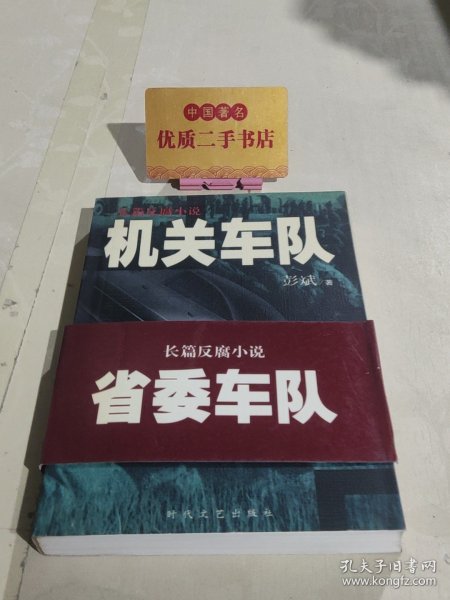 中国著名
优质二手书店
长篇反腐小说
机关车队
彭斌 著
长篇反腐小说
省委车队
时代文艺出版社
孔夫子旧书网
www.kongfz.com